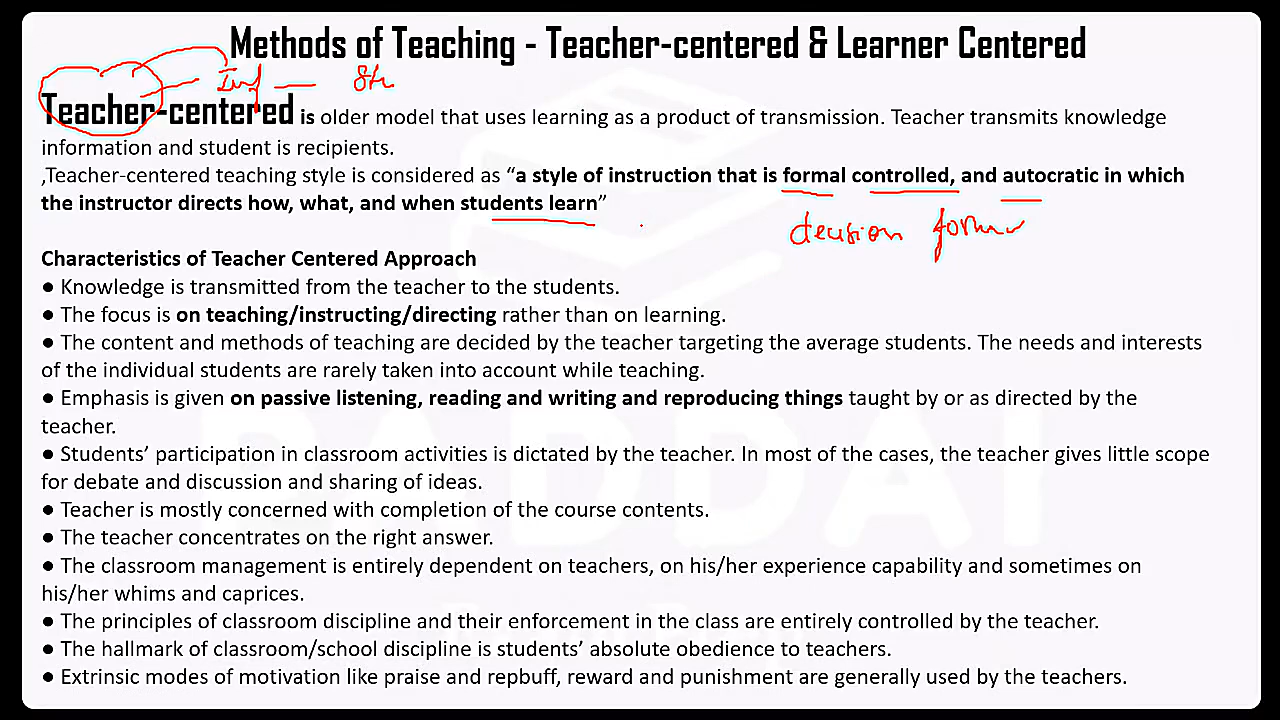 Methods of Teaching - Teacher-centered & Learner Centered
Inf — St
Teacher-centered is older model that uses learning as a product of transmission. Teacher transmits knowledge
information and student is recipients.
,Teacher-centered teaching style is considered as “a style of instruction that is formal controlled, and autocratic in which
the instructor directs how, what, and when students learn”
decision
Characteristics of Teacher Centered Approach
● Knowledge is transmitted from the teacher to the students.
● The focus is on teaching/instructing/directing rather than on learning.
● The content and methods of teaching are decided by the teacher targeting the average students. The needs and interests
of the individual students are rarely taken into account while teaching.
● Emphasis is given on passive listening, reading and writing and reproducing things taught by or as directed by the
teacher.
● Students’ participation in classroom activities is dictated by the teacher. In most of the cases, the teacher gives little scope
for debate and discussion and sharing of ideas.
● Teacher is mostly concerned with completion of the course contents.
● The teacher concentrates on the right answer.
● The classroom management is entirely dependent on teachers, on his/her experience capability and sometimes on
his/her whims and caprices.
● The principles of classroom discipline and their enforcement in the class are entirely controlled by the teacher.
● The hallmark of classroom/school discipline is students’ absolute obedience to teachers.
● Extrinsic modes of motivation like praise and repbuff, reward and punishment are generally used by the teachers.
PADDAI